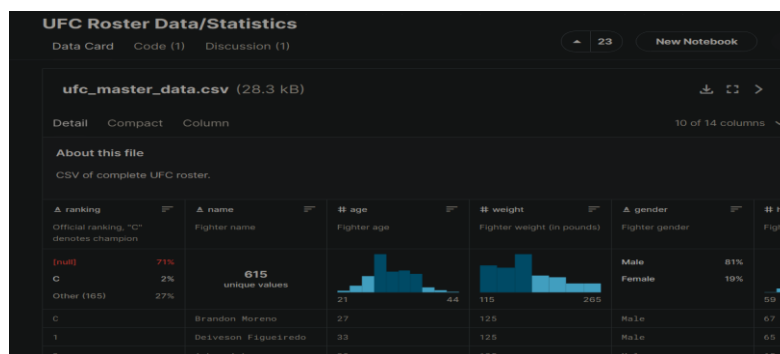 UFC Roster Data/Statistics
Data Card Code (1) Discussion (1)
23 New Notebook
ufc_master_data.csv (28.3 kB)
Detail Compact Column
10 of 14 columns
About this file
CSV of complete UFC roster.
ranking name # age # weight gender #
Official ranking, "C" Fighter name Fighter age Fighter weight (in pounds) Fighter gender
denotes champion
[null] 71% Male 81%
C 2% 615 Female 19%
unique values
Other (165) 27% 21 44 115 265 59
C Brandon Moreno 27 125 Male 67
1 Deiveson Figueiredo 33 125 Male 65